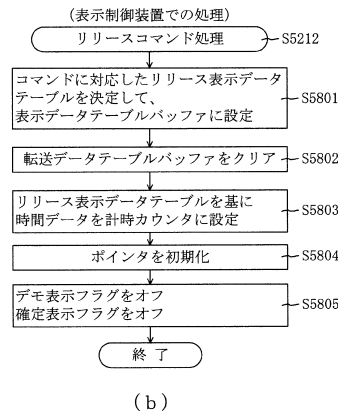 (表示制御装置での処理)
リリースコマンド処理
S5212
コマンドに対応したリリース表示データ
テーブルを決定して、
表示データテーブルバッファに設定
S5801
転送データテーブルバッファをクリア
S5802
リリース表示データテーブルを基に
時間データを計時カウンタに設定
S5803
ポインタを初期化
S5804
デモ表示フラグをオフ
確定表示フラグをオフ
S5805
終 了
(b)